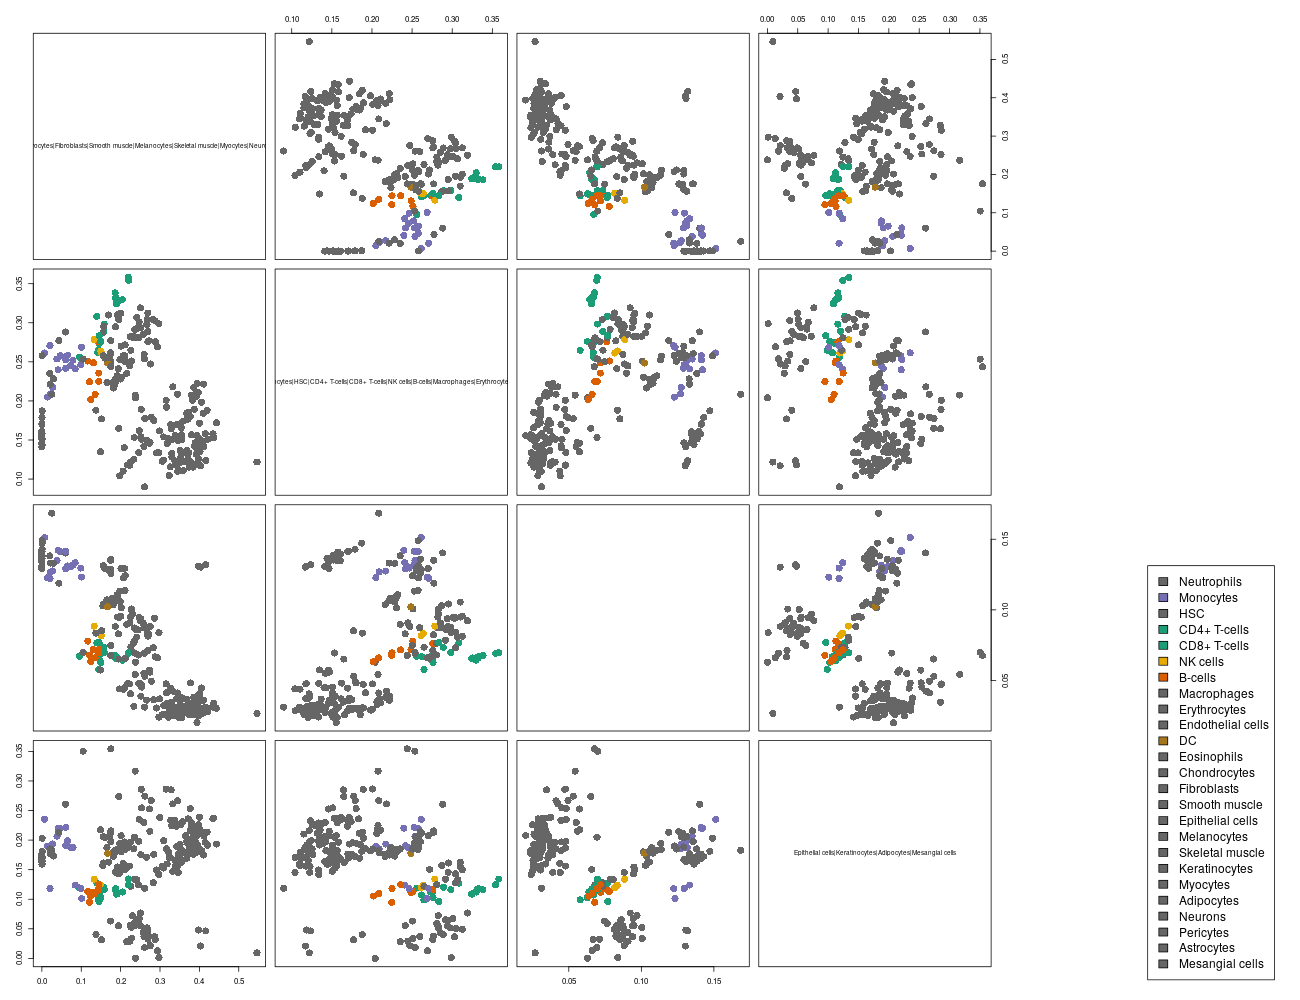 0.10 0.15 0.20 0.25 0.30 0.35
0.00 0.05 0.10 0.15 0.20 0.25 0.30 0.35
ocytes|Fibroblasts|Smooth muscle|Melanocytes|Skeletal muscle|Myocytes|Neuro
0.0 0.1 0.2 0.3 0.4 0.5
0.10 0.15 0.20 0.25 0.30 0.35
ocytes|HSC|CD4+ T-cells|CD8+ T-cells|NK cells|B-cells|Macrophages|Erythrocyte
0.05 0.10 0.15
0.00 0.05 0.10 0.15 0.20 0.25 0.30 0.35
Epithelial cells|Keratinocytes|Adipocytes|Mesangial cells
0.0 0.1 0.2 0.3 0.4 0.5
0.05 0.10 0.15
Neutrophils
Monocytes
HSC
CD4+ T-cells
CD8+ T-cells
NK cells
B-cells
Macrophages
Erythrocytes
Endothelial cells
DC
Eosinophils
Chondrocytes
Fibroblasts
Smooth muscle
Epithelial cells
Melanocytes
Skeletal muscle
Keratinocytes
Myocytes
Adipocytes
Neurons
Pericytes
Astrocytes
Mesangial cells